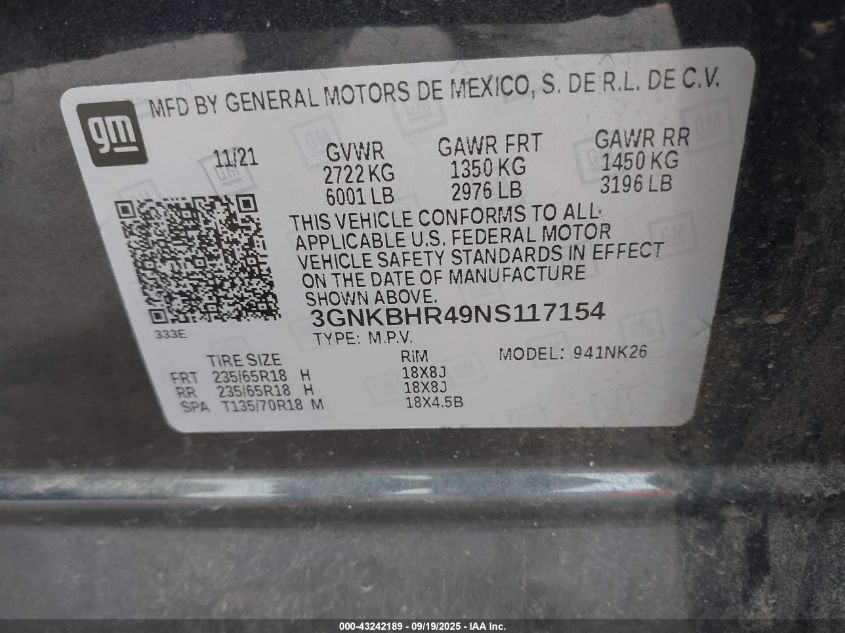 gm
MFD BY GENERAL MOTORS DE MEXICO, S. DE R.L. DE C.V.
11/21
GVWR GAWR FRT GAWR RR
2722 KG 1350 KG 1450 KG
6001 LB 2976 LB 3196 LB
THIS VEHICLE CONFORMS TO ALL
APPLICABLE U.S. FEDERAL MOTOR
VEHICLE SAFETY STANDARDS IN EFFECT
ON THE DATE OF MANUFACTURE
SHOWN ABOVE.
3GNKBHR49NS117154
333E
TYPE: M.P.V.
TIRE SIZE RIM MODEL: 941NK26
FRT 235/65R18 H 18X8J
RR 235/65R18 H 18X8J
SPA T135/70R18 M 18X4.5B
000-43242189 - 09/19/2025 - IAA Inc.